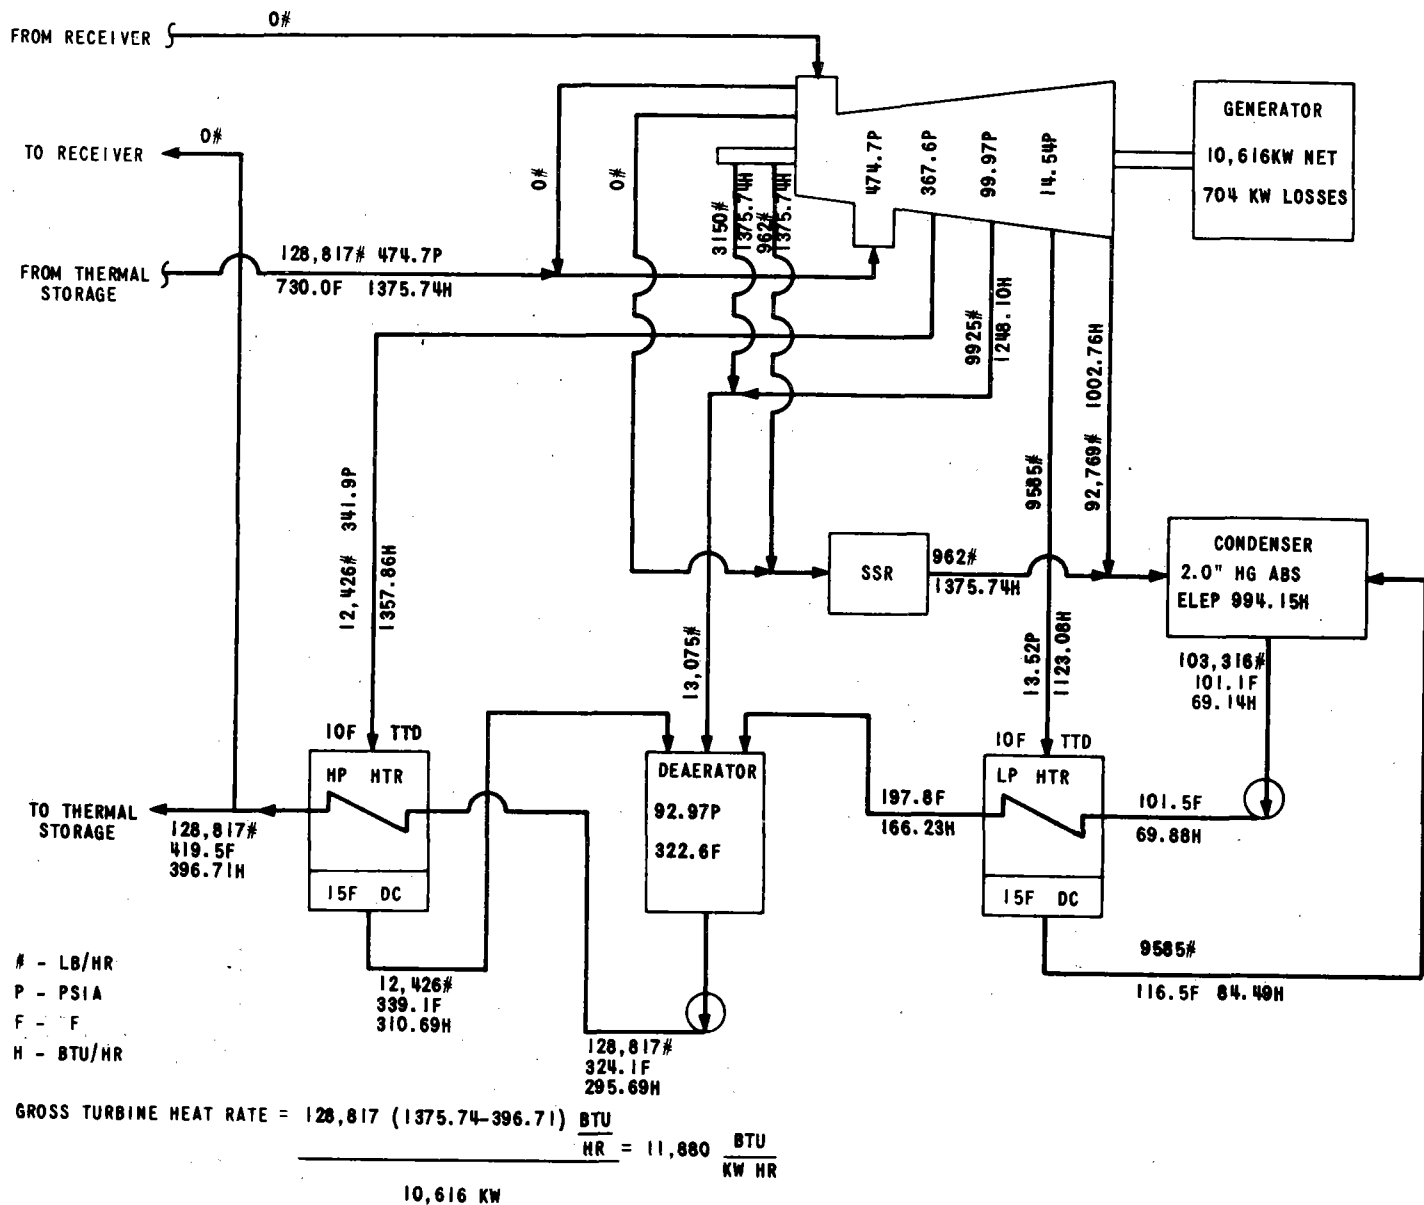 0#
FROM RECEIVER
TO RECEIVER
0#
0#
0#
3150#
1375.74H
962#
1375.74H
474.7P
367.6P
99.97P
14.54P
GENERATOR
10,616KW NET
704 KW LOSSES
FROM THERMAL
STORAGE
128,817# 474.7P
730.0F 1375.74H
9925#
1248.10H
12,426# 341.9P
1357.86H
9585#
92,769# 1002.76H
13,075#
SSR
962#
1375.74H
13.52P
1123.08H
CONDENSER
2.0" HG ABS
ELEP 994.15H
103,316#
101.1F
69.14H
10F TTD
HP HTR
15F DC
DEAERATOR
92.97P
322.6F
10F TTD
LP HTR
15F DC
197.8F
166.23H
101.5F
69.88H
TO THERMAL
STORAGE
128,817#
419.5F
396.71H
12,426#
339.1F
310.69H
128,817#
324.1F
295.69H
9585#
116.5F 84.49H
# - LB/HR
P - PSIA
F - F
H - BTU/HR
GROSS TURBINE HEAT RATE = 128,817 (1375.74-396.71) BTU
HR = 11,880 BTU
KW HR
10,616 KW